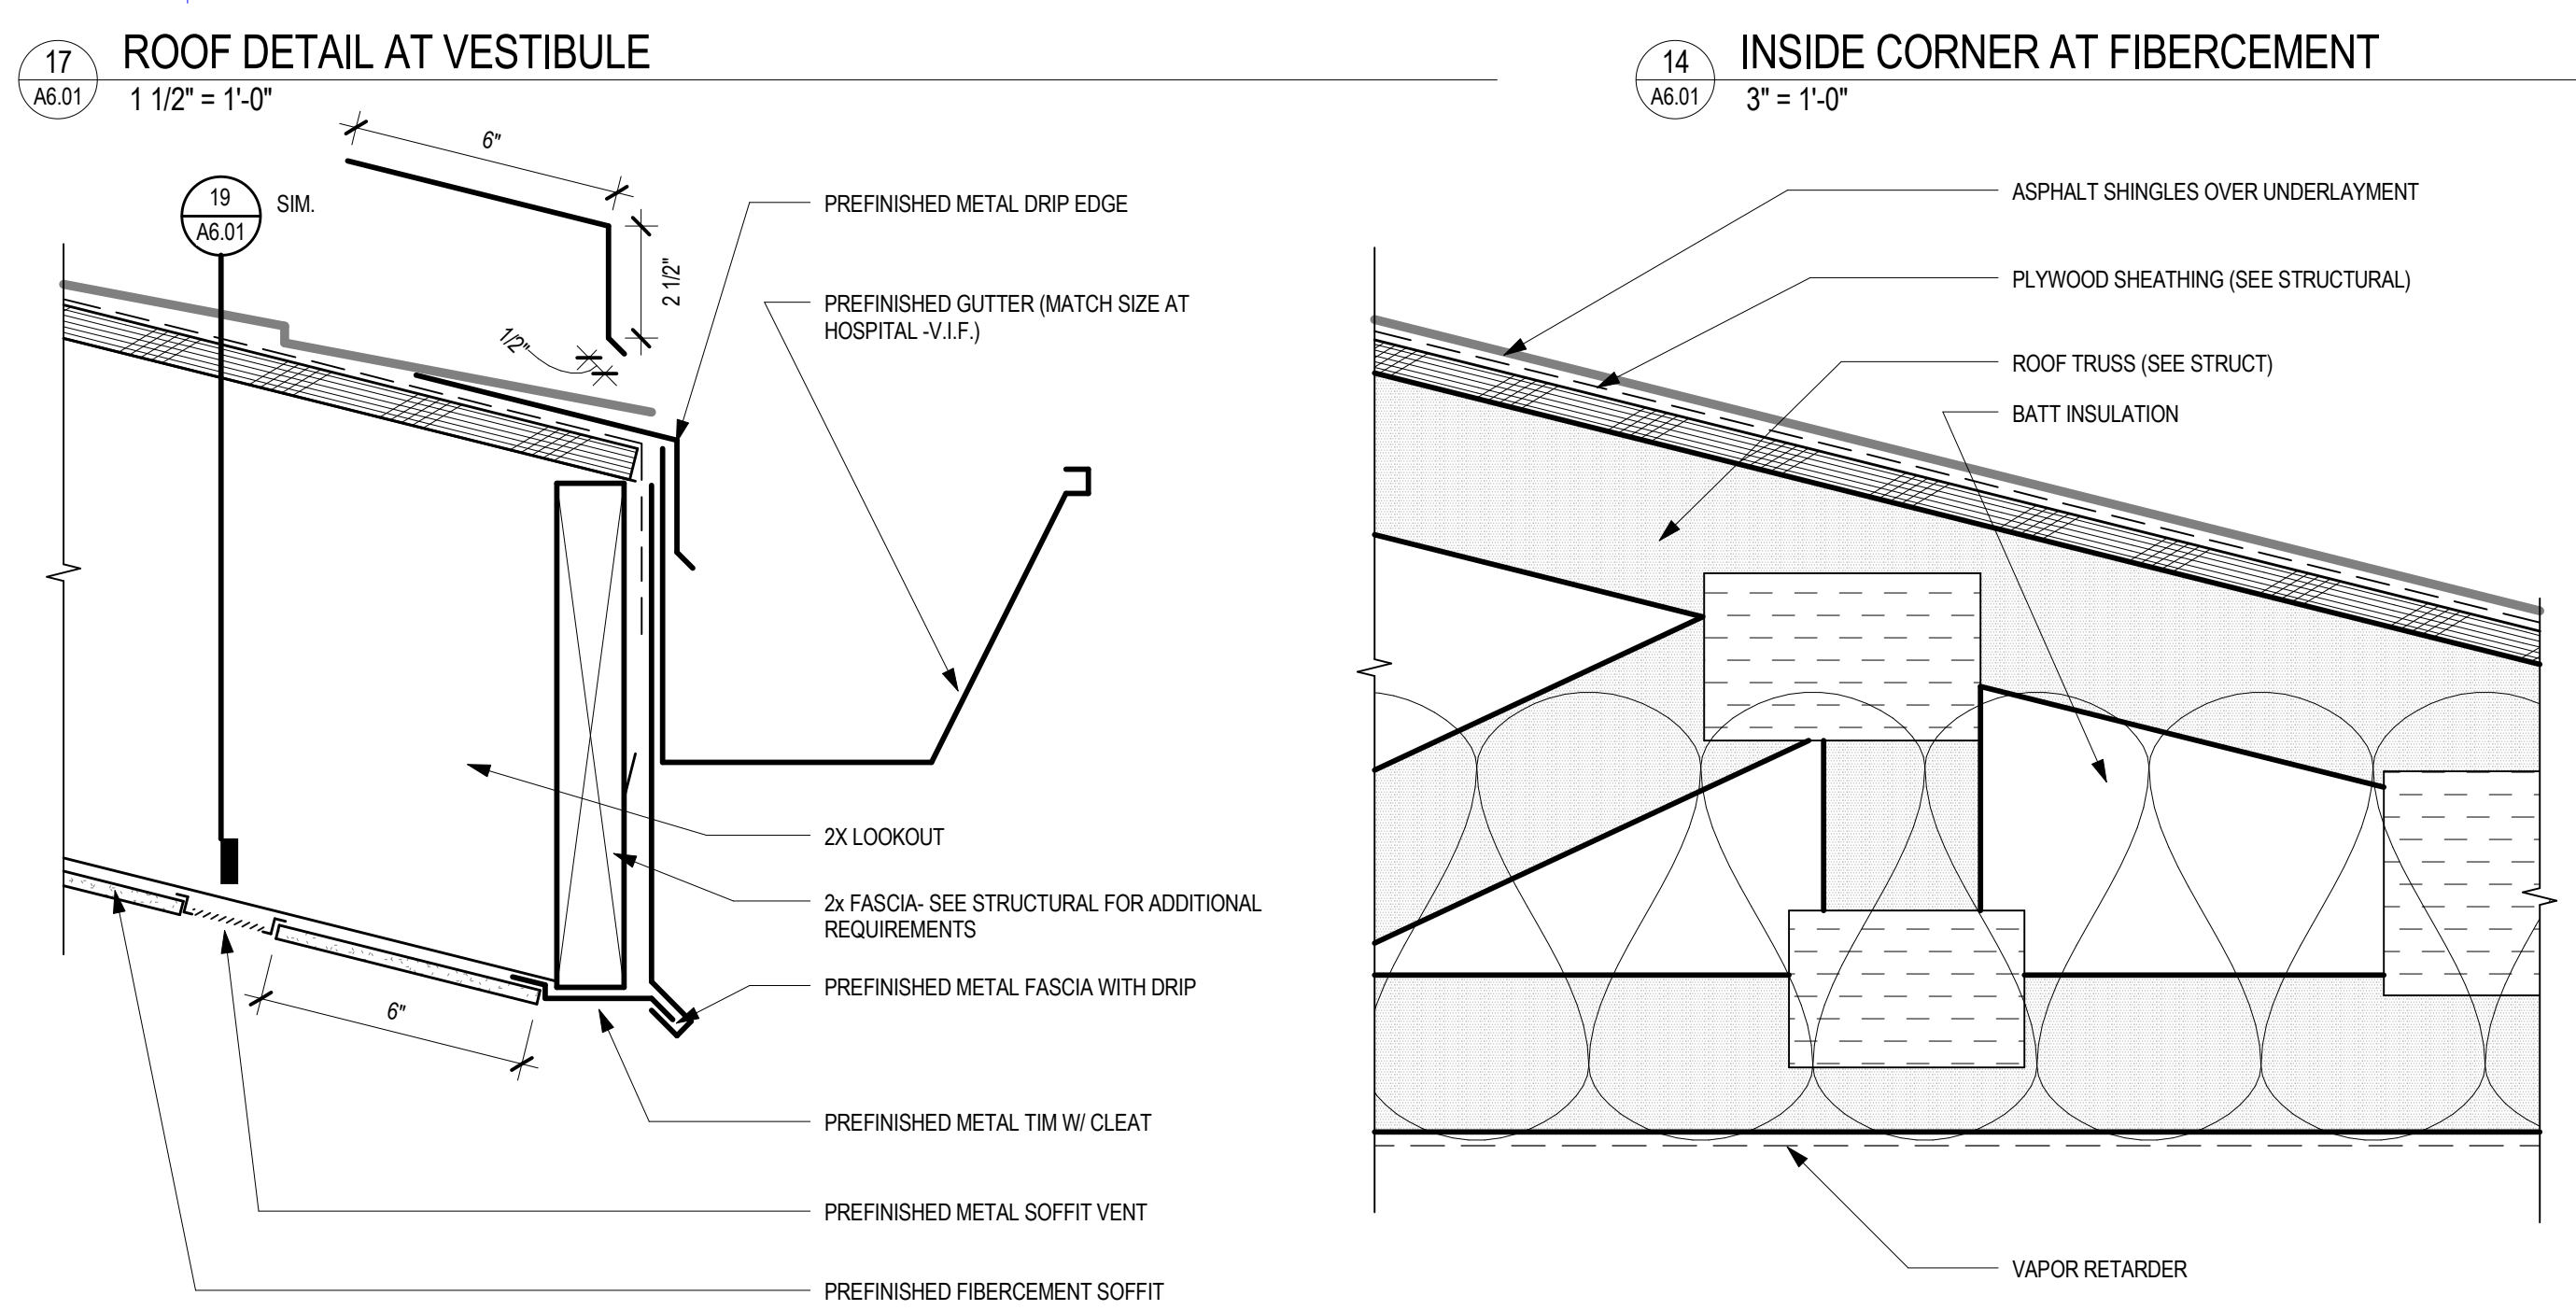 17
A6.01
ROOF DETAIL AT VESTIBULE
1 1/2" = 1'-0"
14
A6.01
INSIDE CORNER AT FIBERCEMENT
3" = 1'-0"
6"
19
A6.01
SIM.
2 1/2"
1/2"
PREFINISHED METAL DRIP EDGE
PREFINISHED GUTTER (MATCH SIZE AT
HOSPITAL -V.I.F.)
2X LOOKOUT
2x FASCIA- SEE STRUCTURAL FOR ADDITIONAL
REQUIREMENTS
PREFINISHED METAL FASCIA WITH DRIP
6"
PREFINISHED METAL TIM W/ CLEAT
PREFINISHED METAL SOFFIT VENT
PREFINISHED FIBERCEMENT SOFFIT
ASPHALT SHINGLES OVER UNDERLAYMENT
PLYWOOD SHEATHING (SEE STRUCTURAL)
ROOF TRUSS (SEE STRUCT)
BATT INSULATION
VAPOR RETARDER